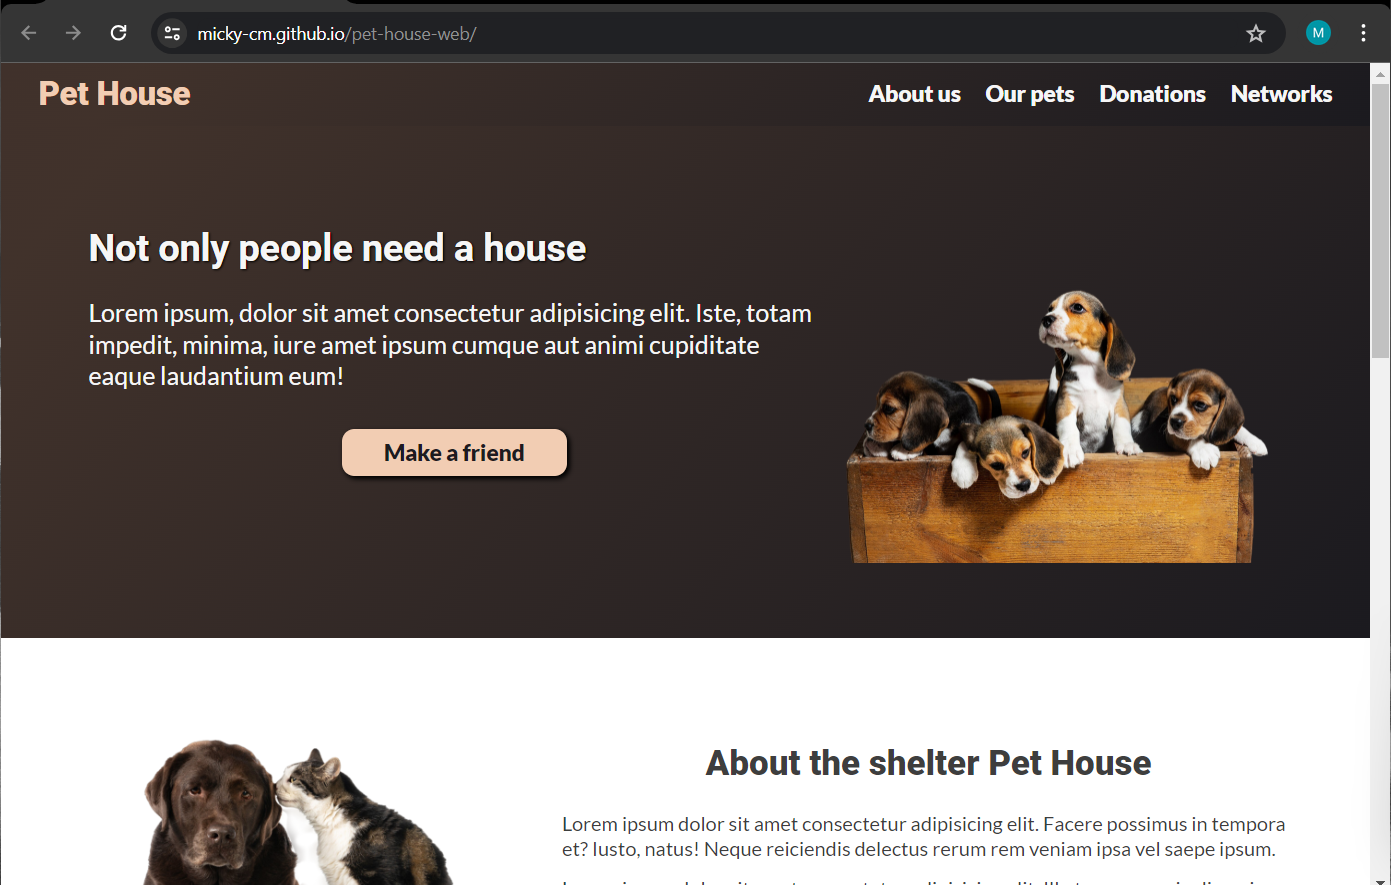 micky-cm.github.io/pet-house-web/
M
Pet House
About us Our pets Donations Networks
Not only people need a house
Lorem ipsum, dolor sit amet consectetur adipisicing elit. Iste, totam
impedit, minima, iure amet ipsum cumque aut animi cupiditate
eaque laudantium eum!
Make a friend
About the shelter Pet House
Lorem ipsum dolor sit amet consectetur adipisicing elit. Facere possimus in tempora
et? Iusto, natus! Neque reiciendis delectus rerum rem veniam ipsa vel saepe ipsum.